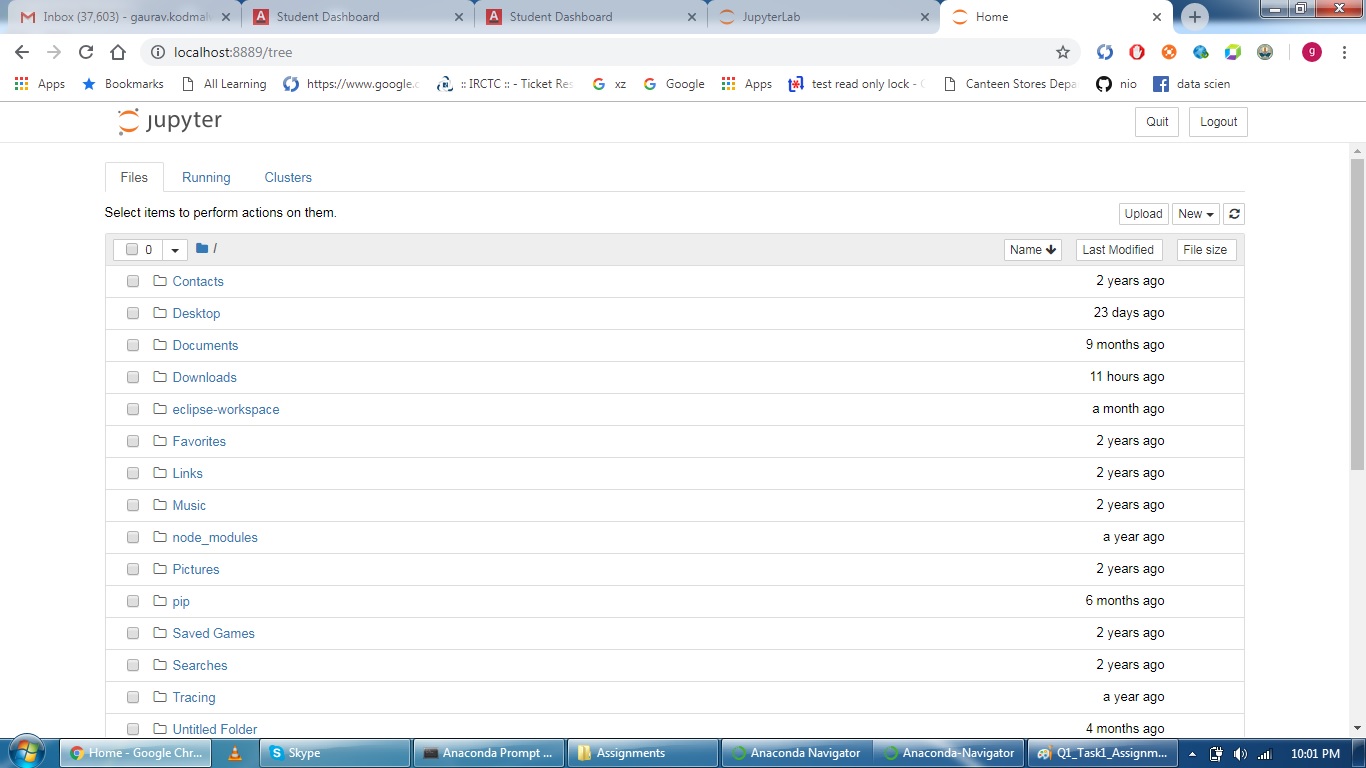 Inbox (37,603) - gaurav.kodmal
Student Dashboard
Student Dashboard
JupyterLab
Home
localhost:8889/tree
g
Apps
Bookmarks
All Learning
https://www.google.c
:: IRCTC :: - Ticket Res
xz
Google
Apps
test read only lock - G
Canteen Stores Depa
nio
data scien
jupyter
Quit
Logout
Files
Running
Clusters
Select items to perform actions on them.
Upload
New
0
/
Name
Last Modified
File size
Contacts 2 years ago
Desktop 23 days ago
Documents 9 months ago
Downloads 11 hours ago
eclipse-workspace a month ago
Favorites 2 years ago
Links 2 years ago
Music 2 years ago
node_modules a year ago
Pictures 2 years ago
pip 6 months ago
Saved Games 2 years ago
Searches 2 years ago
Tracing a year ago
Untitled Folder 4 months ago
Home - Google Chr...
Skype
Anaconda Prompt ...
Assignments
Anaconda Navigator
Anaconda-Navigator
Q1_Task1_Assignm...
10:01 PM